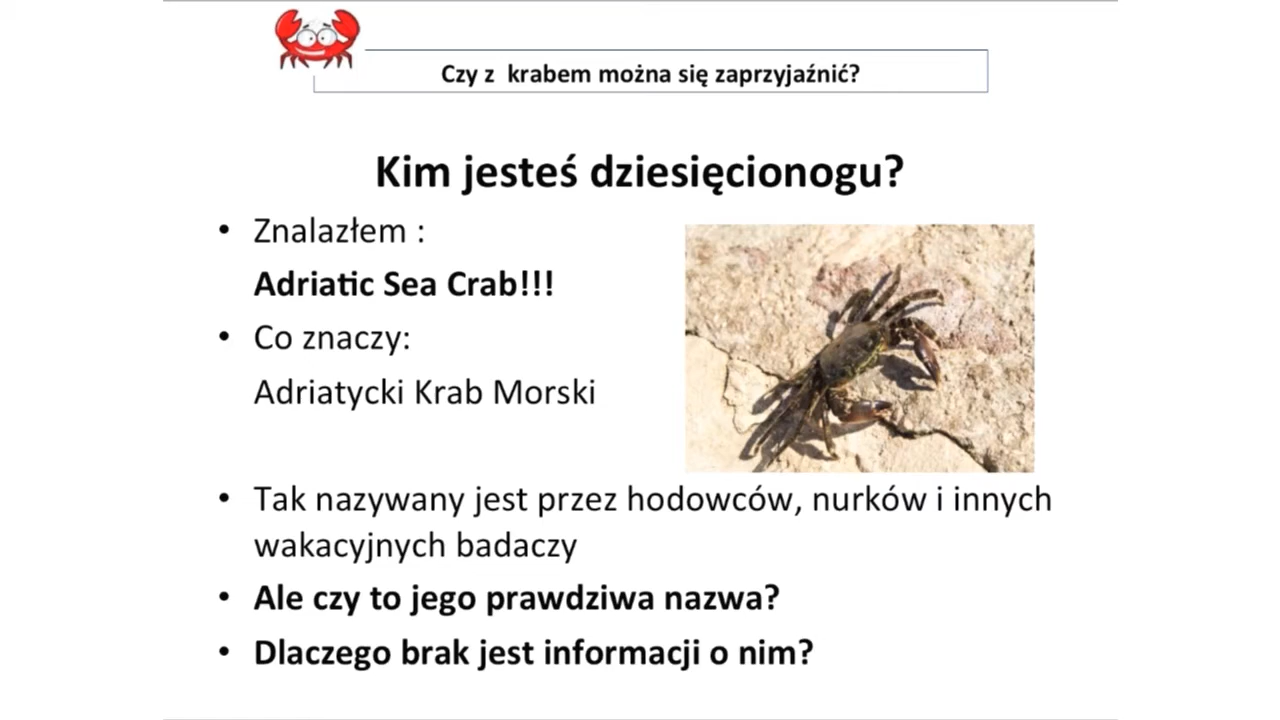 Czy z krabem można się zaprzyjaźnić?
Kim jesteś dziesięcionogu?
• Znalazłem :
Adriatic Sea Crab!!!
• Co znaczy:
Adriatycki Krab Morski
• Tak nazywany jest przez hodowców, nurków i innych
wakacyjnych badaczy
• Ale czy to jego prawdziwa nazwa?
• Dlaczego brak jest informacji o nim?